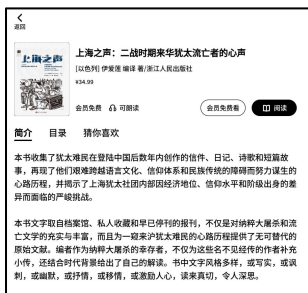 返回
上海之声
上海之声：二战时期来华犹太流亡者的心声
[以色列] 伊爱莲 编译 著/浙江人民出版社
¥34.99
会员免费 可朗读
会员免费看
阅读
简介 目录 猜你喜欢
本书收集了犹太难民在登陆中国后数年内创作的信件、日记、诗歌和短篇故
事，再现了他们艰难跨越语言文化、信仰体系和民族传统的障碍而努力谋生的
心路历程，并揭示了上海犹太社团内部因经济地位、信仰水平和阶级出身的差
异而面临的严峻挑战。
本书文字取自档案馆、私人收藏和早已停刊的报刊，不仅是对纳粹大屠杀和流
亡文学的充实与丰富，而且为一窥来沪犹太难民的心路历程提供了无可替代的
原始文献。编者作为纳粹大屠杀的幸存者，不仅为这些名不见经传的作者补充
小传，还结合时代背景给出了自己的解读。书中文字风格多样，或写实，或讽
刺，或幽默，或抒情，或移情，或激励人心，读来真切，令人深思。